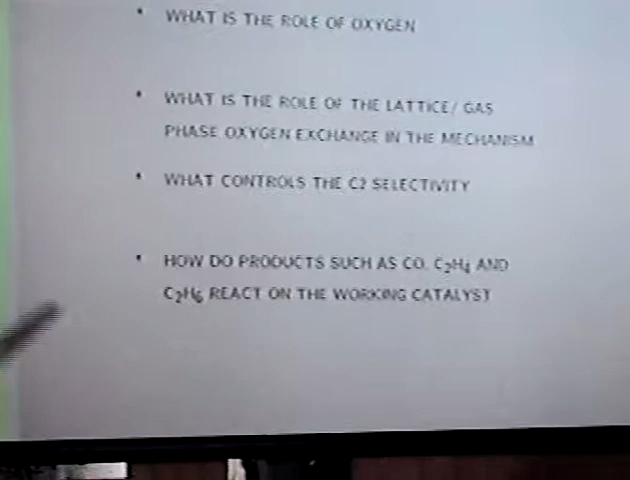 • WHAT IS THE ROLE OF OXYGEN
• WHAT IS THE ROLE OF THE LATTICE/ GAS
PHASE OXYGEN EXCHANGE IN THE MECHANISM
• WHAT CONTROLS THE C2 SELECTIVITY
• HOW DO PRODUCTS SUCH AS CO, C₂H₄ AND
C₂H₆ REACT ON THE WORKING CATALYST